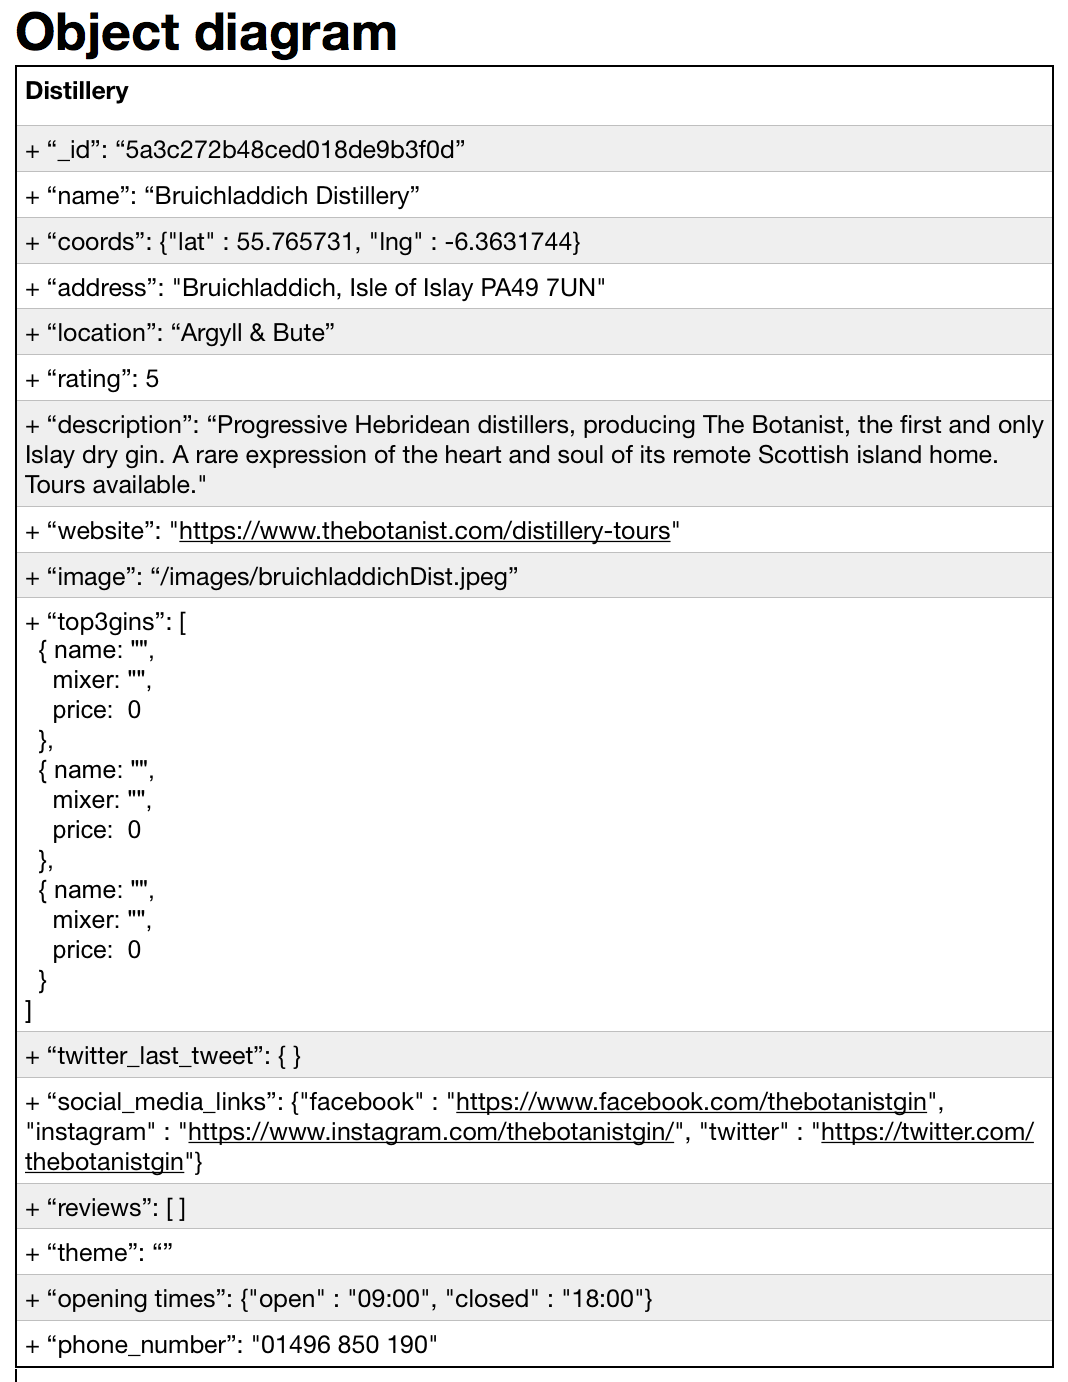 Object diagram
Distillery
+ “_id”: “5a3c272b48ced018de9b3f0d”
+ “name”: “Bruichladdich Distillery”
+ “coords”: {"lat" : 55.765731, "lng" : -6.3631744}
+ “address”: "Bruichladdich, Isle of Islay PA49 7UN"
+ “location”: “Argyll & Bute”
+ “rating”: 5
+ “description”: “Progressive Hebridean distillers, producing The Botanist, the first and only
Islay dry gin. A rare expression of the heart and soul of its remote Scottish island home.
Tours available."
+ “website”: "https://www.thebotanist.com/distillery-tours"
+ “image”: “/images/bruichladdichDist.jpeg”
+ “top3gins”: [
{ name: "",
mixer: "",
price:  0
},
{ name: "",
mixer: "",
price:  0
},
{ name: "",
mixer: "",
price:  0
}
]
+ “twitter_last_tweet”: { }
+ “social_media_links”: {"facebook" : "https://www.facebook.com/thebotanistgin",
"instagram" : "https://www.instagram.com/thebotanistgin/", "twitter" : "https://twitter.com/
thebotanistgin"}
+ “reviews”: [ ]
+ “theme”: “”
+ “opening times”: {"open" : "09:00", "closed" : "18:00"}
+ “phone_number”: "01496 850 190"